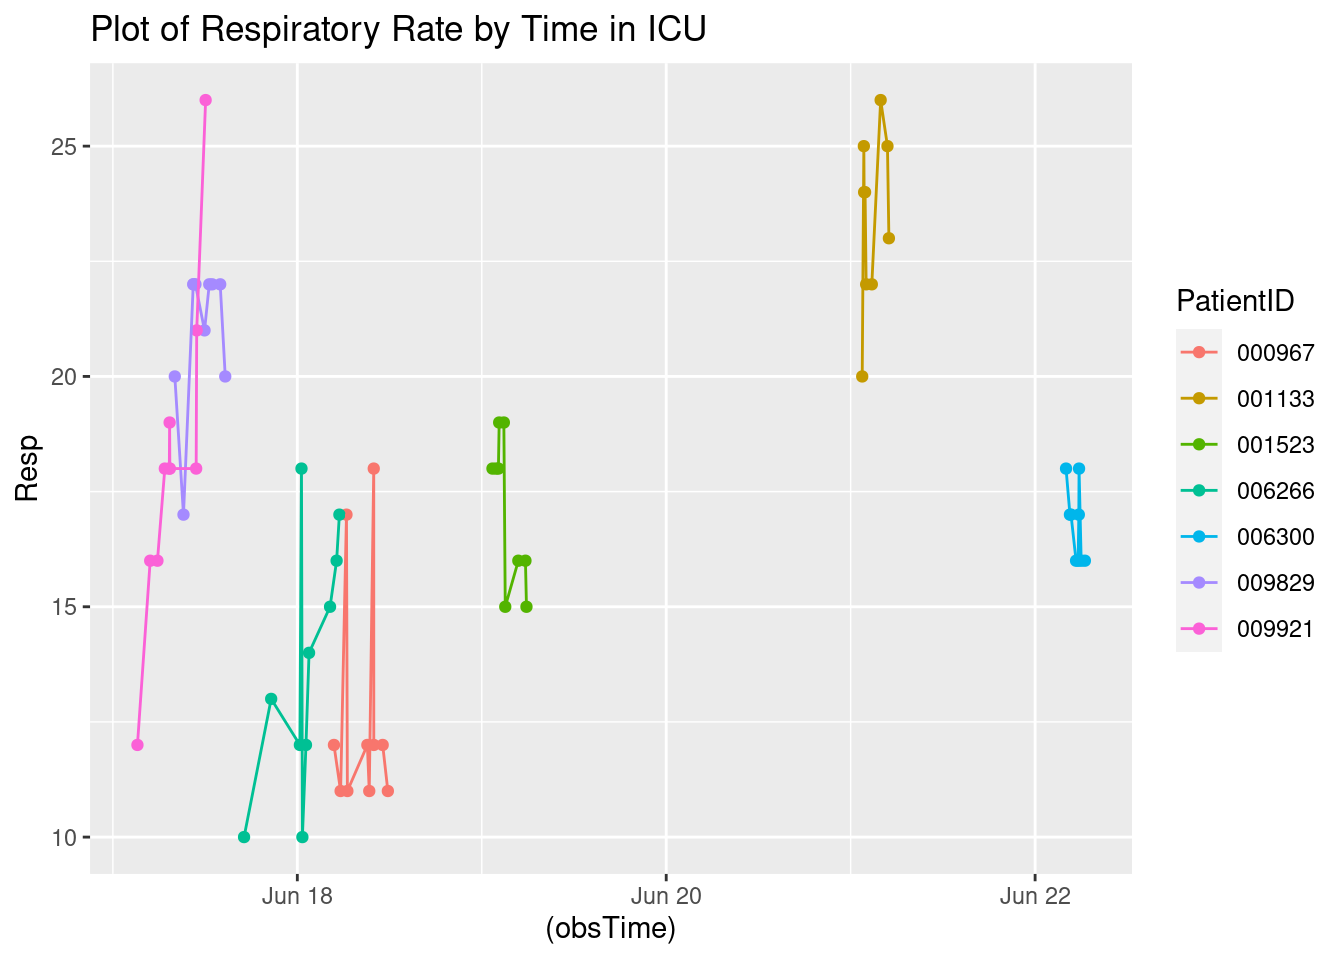 Plot of Respiratory Rate by Time in ICU
25
20
15
10
Resp
Jun 18
Jun 20
Jun 22
(obsTime)
PatientID
000967
001133
001523
006266
006300
009829
009921